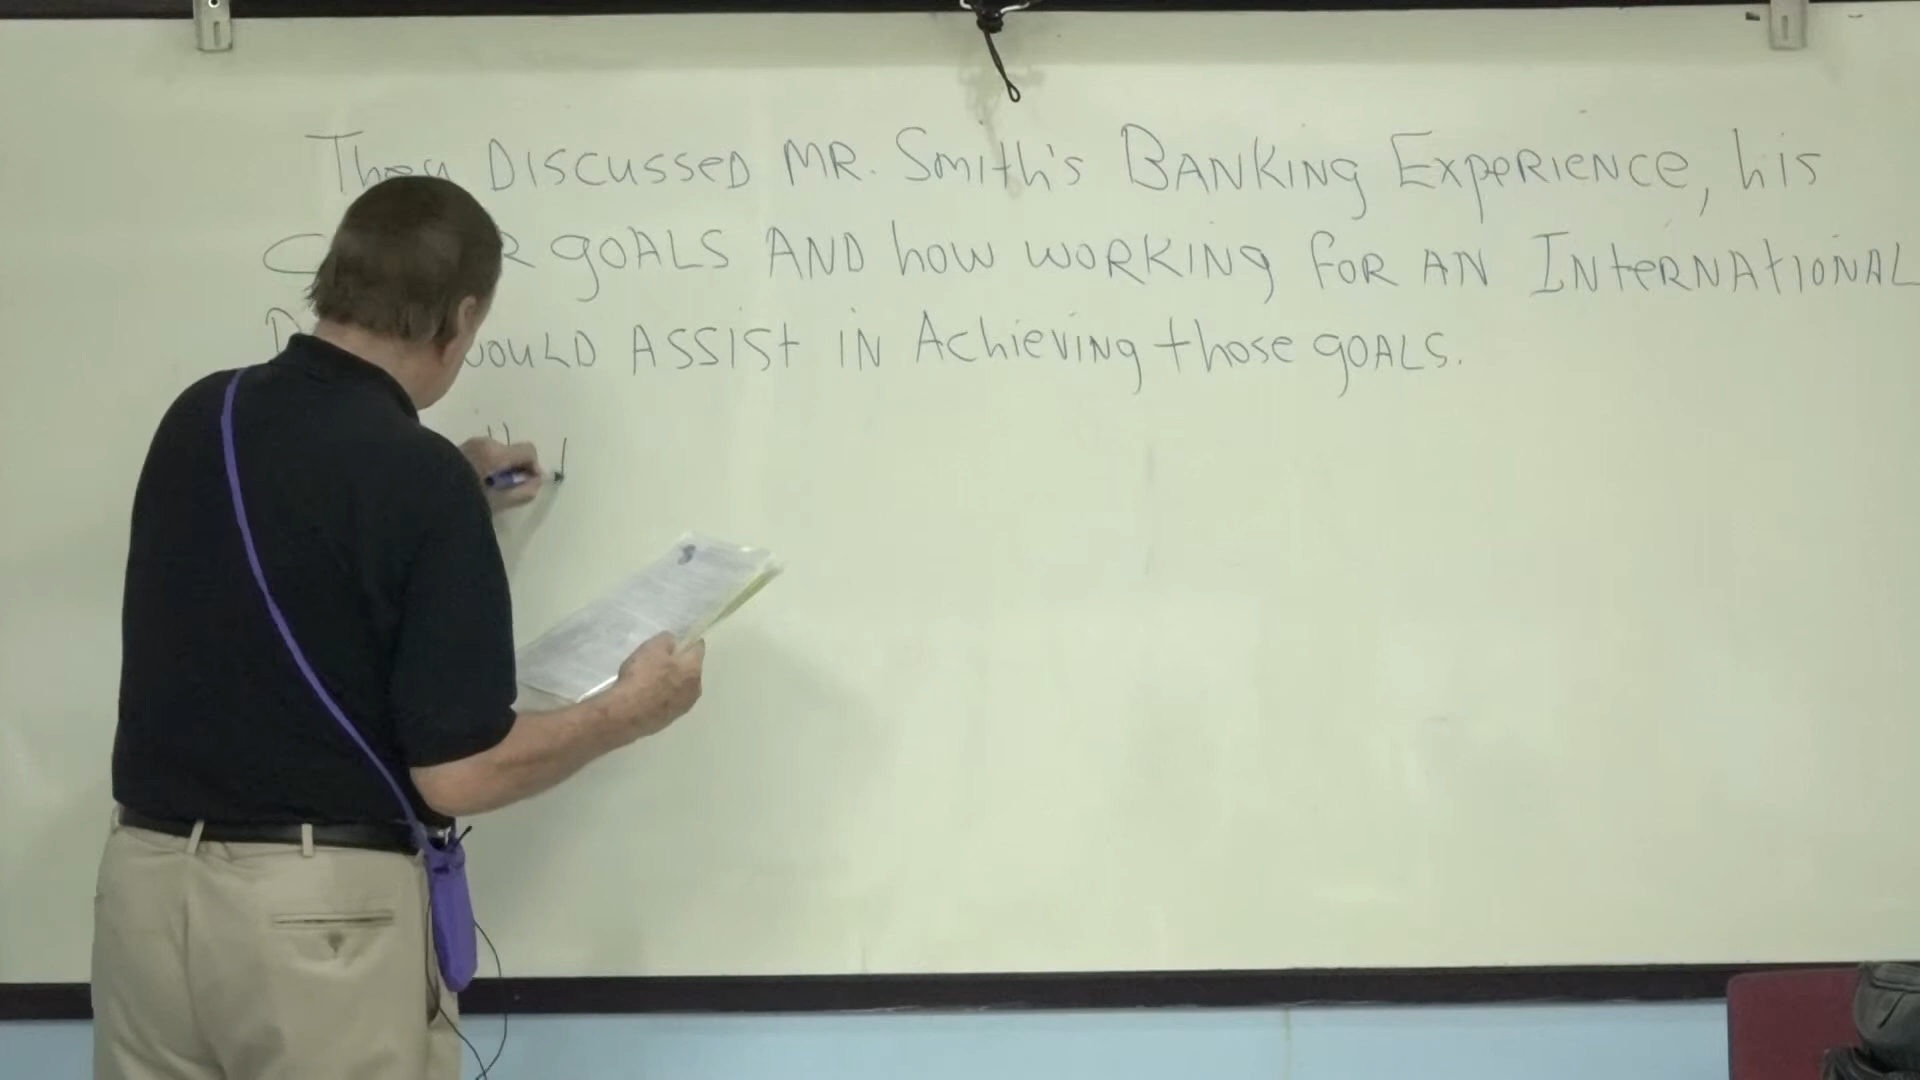 They DISCUSSED MR. Smith's BANKING EXPERIENCE, his
GOALS AND how WORKING FOR AN INTERNATIONAL
WOULD ASSIST IN Achieving those GOALS.